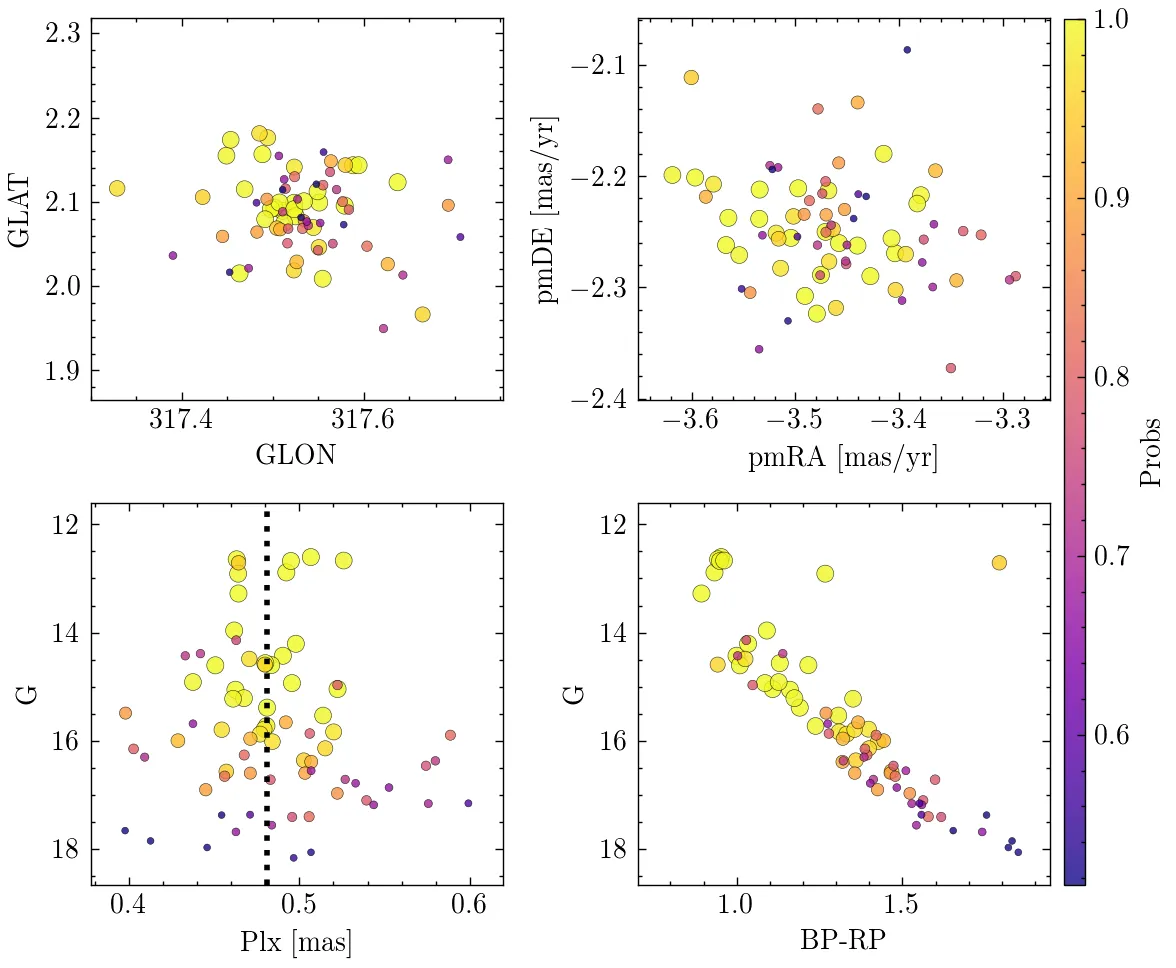 2.3
2.2
2.1
2.0
1.9
GLAT
317.4 317.6
GLON
−2.1
−2.2
−2.3
−2.4
pmDE [mas/yr]
−3.6 −3.5 −3.4 −3.3
pmRA [mas/yr]
12
14
16
18
G
0.4 0.5 0.6
Plx [mas]
12
14
16
18
G
1.0 1.5
BP-RP
1.0
0.9
0.8
0.7
0.6
Probs